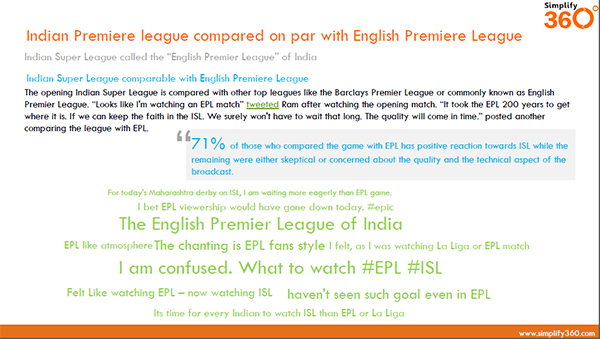 Simplify
360°
Indian Premiere league compared on par with English Premiere League
Indian Super League called the “English Premier League” of India
Indian Super League comparable with English Premiere League
The opening Indian Super League is compared with other top leagues like the Barclays Premier League or commonly known as English
Premier League. “Looks like I'm watching an EPL match” tweeted Ram after watching the opening match. “It took the EPL 200 years to get
where it is. If we can keep the faith in the ISL. We surely won't have to wait that long. The quality will come in time.” posted another
comparing the league with EPL.
“71% of those who compared the game with EPL has positive reaction towards ISL while the
remaining were either skeptical or concerned about the quality and the technical aspect of the
broadcast.
For today's Maharashtra derby on ISL, I am waiting more eagerly than EPL game.
I bet EPL viewership would have gone down today. #epic
The English Premier League of India
EPL like atmosphere The chanting is EPL fans style I felt, as I was watching La Liga or EPL match
I am confused. What to watch #EPL #ISL
Felt Like watching EPL – now watching ISL haven't seen such goal even in EPL
Its time for every Indian to watch ISL than EPL or La Liga
www.simplify360.com